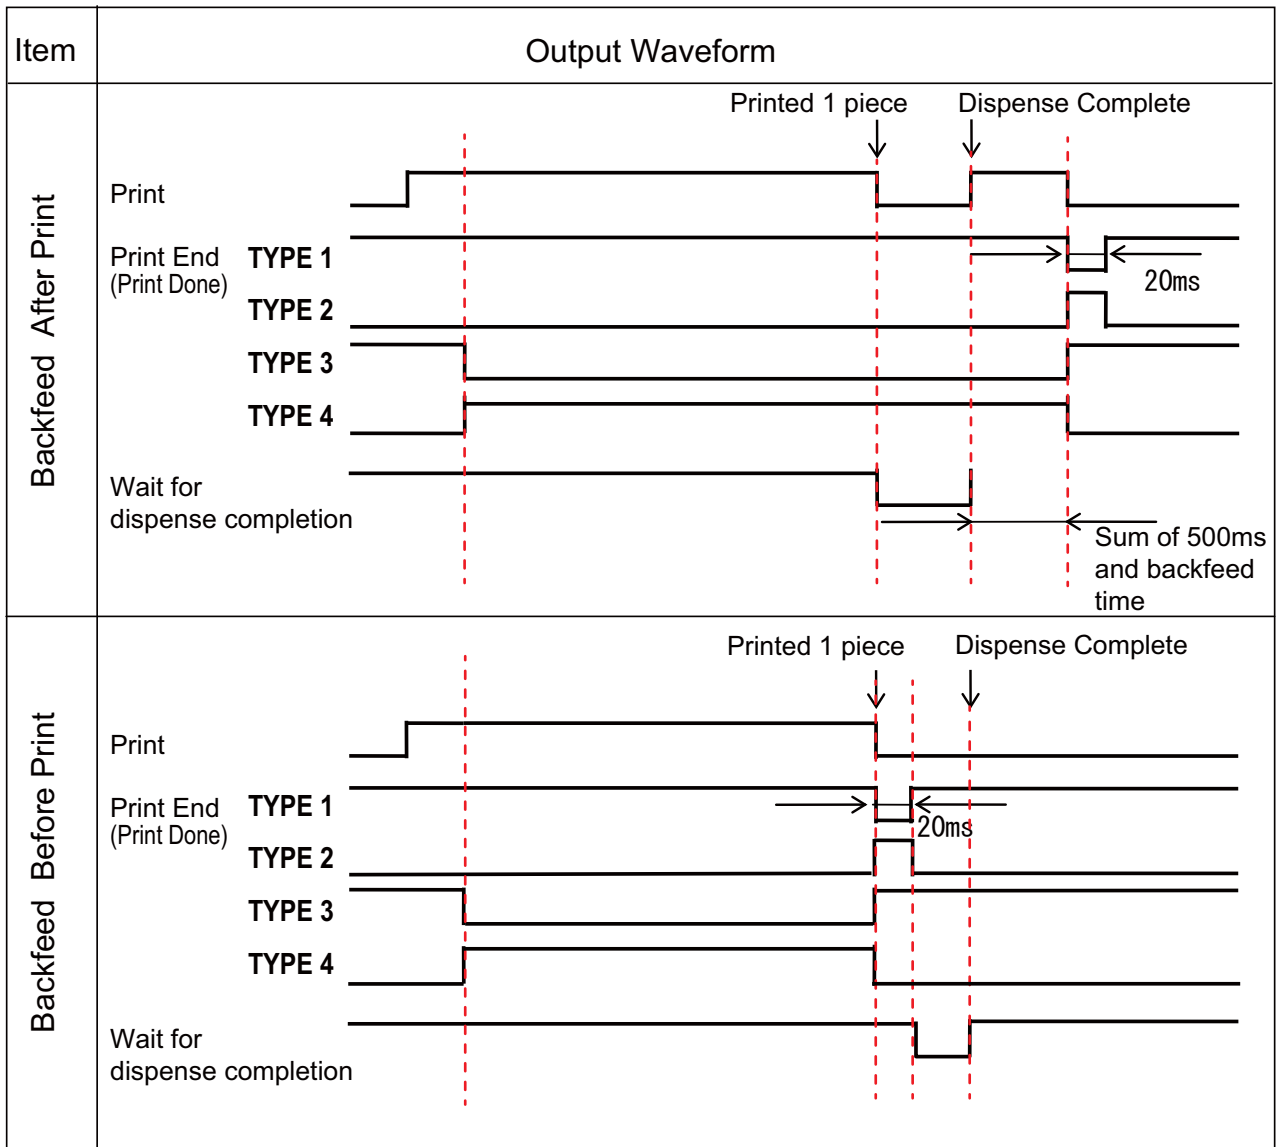 Item
Output Waveform
Backfeed After Print
Printed 1 piece
Dispense Complete
Print
Print End
(Print Done)
TYPE 1
20ms
TYPE 2
TYPE 3
TYPE 4
Wait for
dispense completion
Sum of 500ms
and backfeed
time
Backfeed Before Print
Printed 1 piece
Dispense Complete
Print
Print End
(Print Done)
TYPE 1
20ms
TYPE 2
TYPE 3
TYPE 4
Wait for
dispense completion